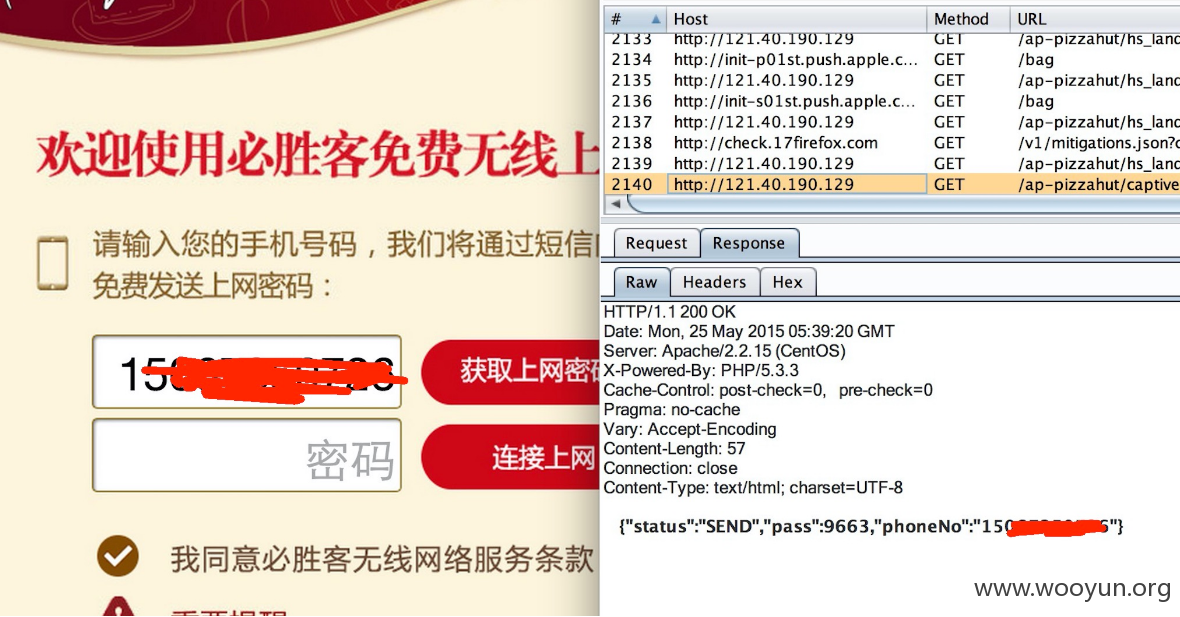 欢迎使用必胜客免费无线上
请输入您的手机号码，我们将通过短信
免费发送上网密码：
获取上网密码
密码
连接上网
我同意必胜客无线网络服务条款
重要提醒
# Host Method URL
2133 http://121.40.190.129 GET /ap-pizzahut/hs_land
2134 http://init-p01st.push.apple.c... GET /bag
2135 http://121.40.190.129 GET /ap-pizzahut/hs_land
2136 http://init-s01st.push.apple.c... GET /bag
2137 http://121.40.190.129 GET /ap-pizzahut/hs_land
2138 http://check.17firefox.com GET /v1/mitigations.json?c
2139 http://121.40.190.129 GET /ap-pizzahut/hs_land
2140 http://121.40.190.129 GET /ap-pizzahut/captive
Request Response
Raw Headers Hex
HTTP/1.1 200 OK
Date: Mon, 25 May 2015 05:39:20 GMT
Server: Apache/2.2.15 (CentOS)
X-Powered-By: PHP/5.3.3
Cache-Control: post-check=0, pre-check=0
Pragma: no-cache
Vary: Accept-Encoding
Content-Length: 57
Connection: close
Content-Type: text/html; charset=UTF-8
{"status":"SEND","pass":9663,"phoneNo":"15
www.wooyun.org